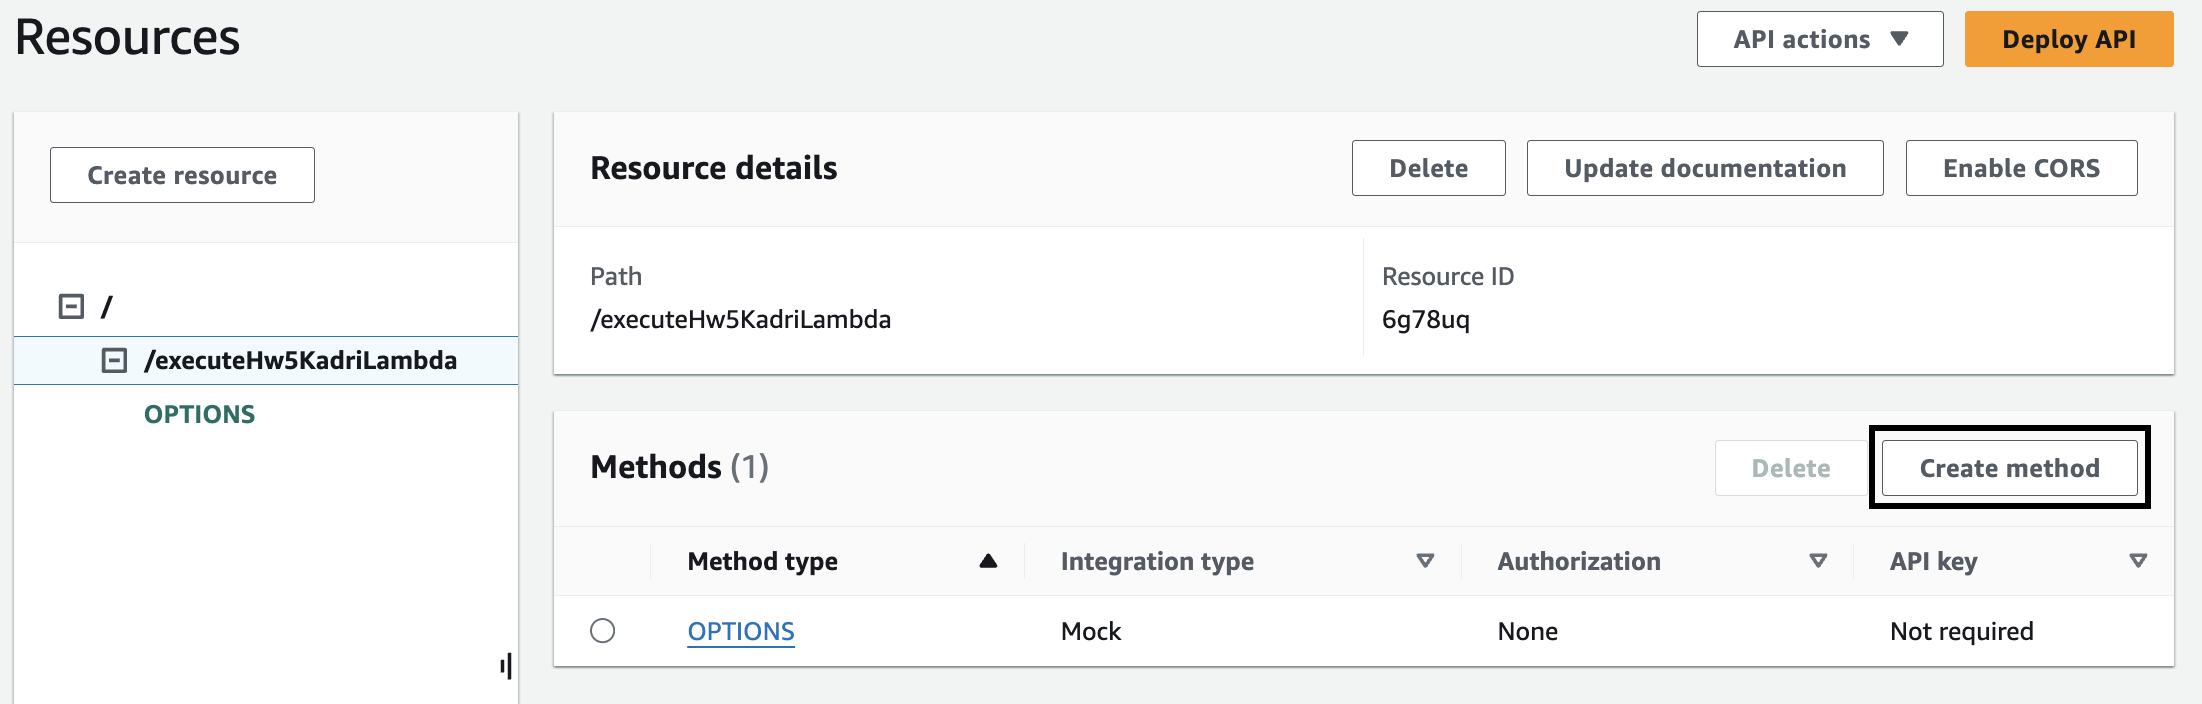 Resources
API actions
Deploy API
Create resource
/
/executeHw5KadriLambda
OPTIONS
Resource details
Delete
Update documentation
Enable CORS
Path
Resource ID
/executeHw5KadriLambda
6g78uq
Methods (1)
Delete
Create method
Method type
Integration type
Authorization
API key
OPTIONS
Mock
None
Not required